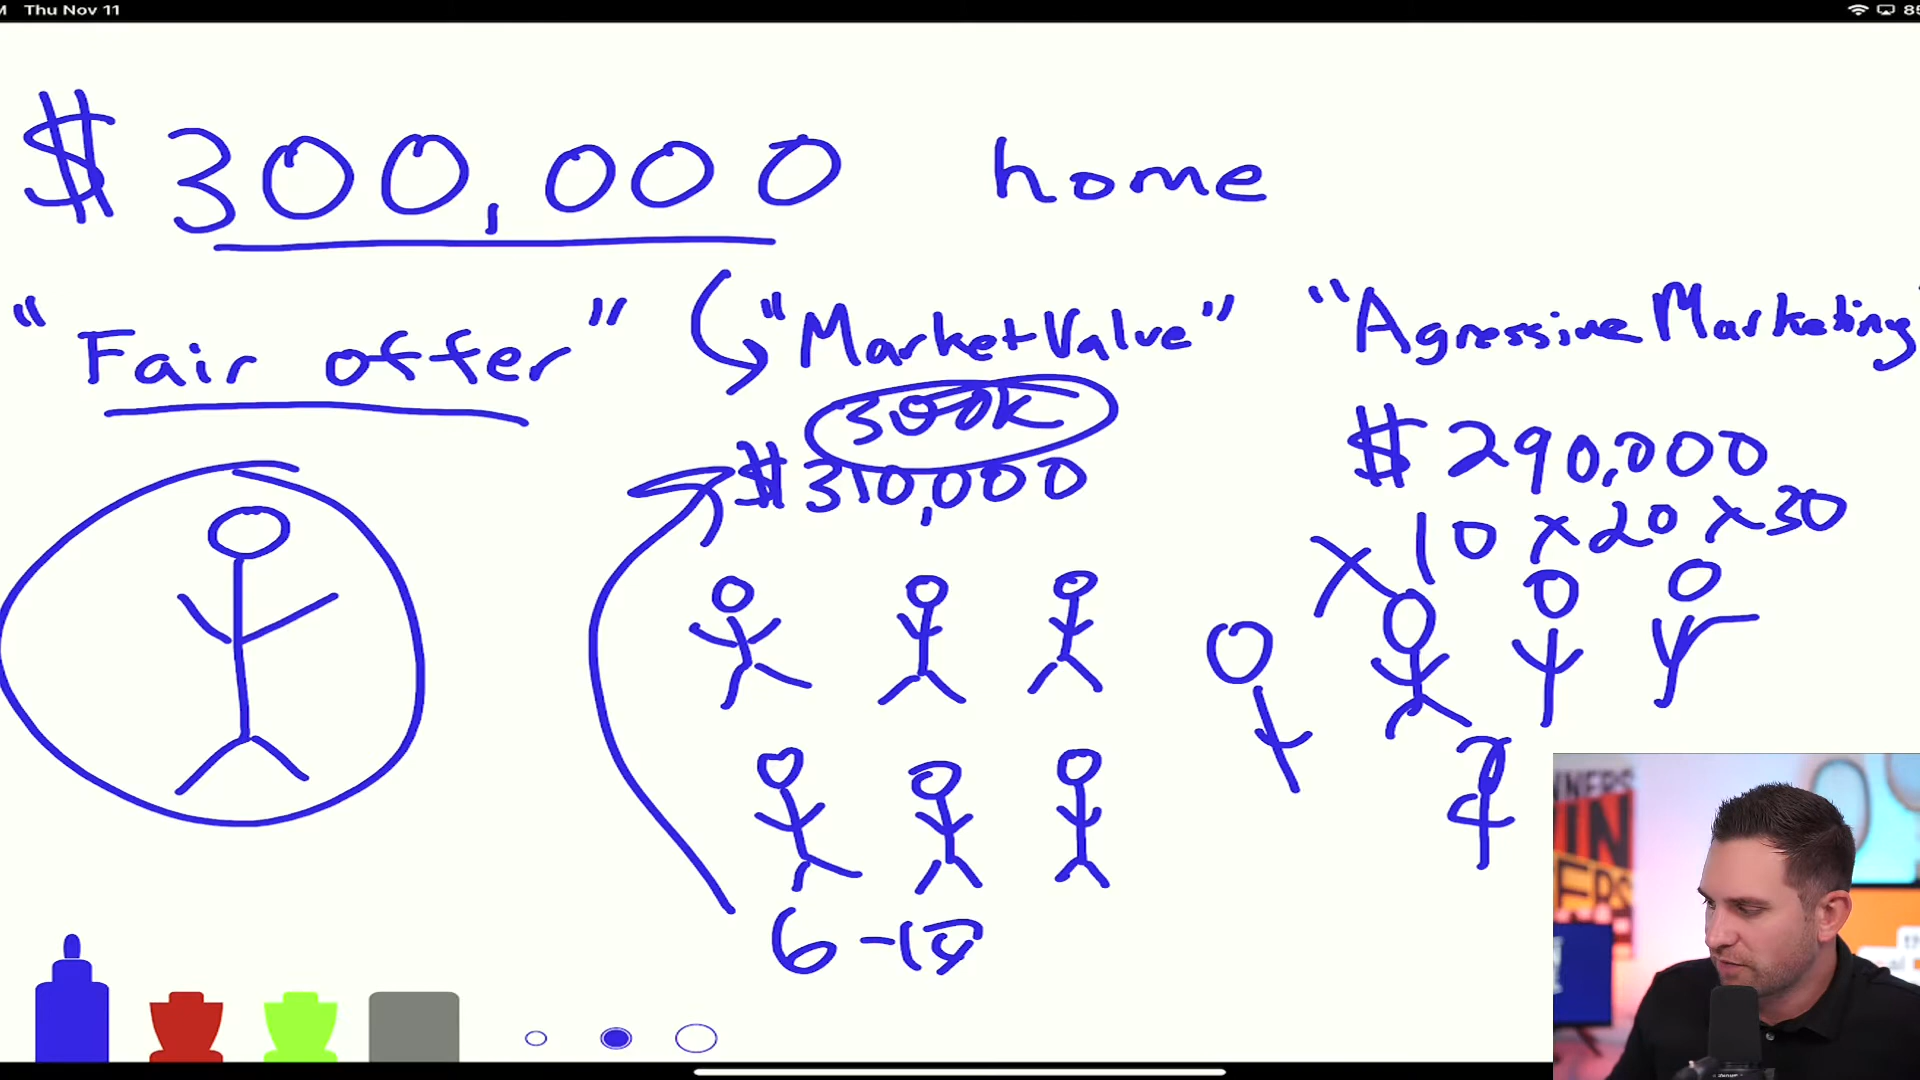 Thu Nov 11
$300,000 home
"Fair offer" "Market Value" "Agressive Marketing
300K
$310,000
$290,000
x 10 x 20 x 30
6-10